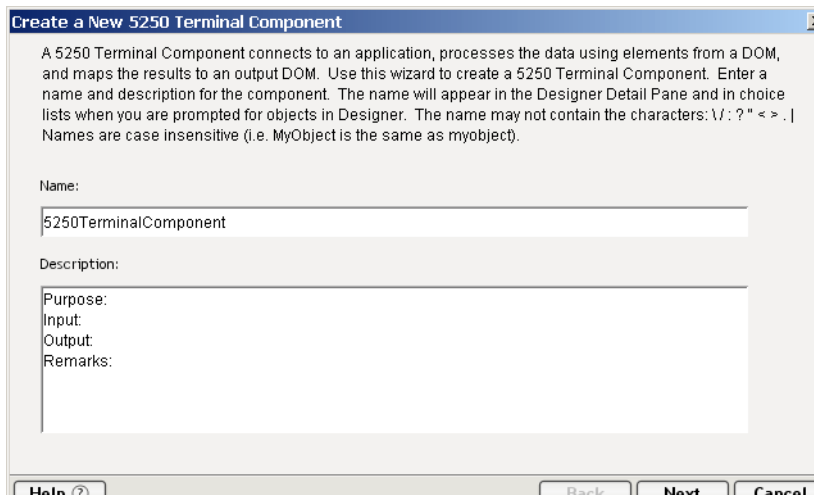 Create a New 5250 Terminal Component
A 5250 Terminal Component connects to an application, processes the data using elements from a DOM,
and maps the results to an output DOM. Use this wizard to create a 5250 Terminal Component. Enter a
name and description for the component. The name will appear in the Designer Detail Pane and in choice
lists when you are prompted for objects in Designer. The name may not contain the characters: \ / : ? " < > . |
Names are case insensitive (i.e. MyObject is the same as myobject).
Name:
5250TerminalComponent
Description:
Purpose:
Input:
Output:
Remarks:
Help ? Back Next Cancel